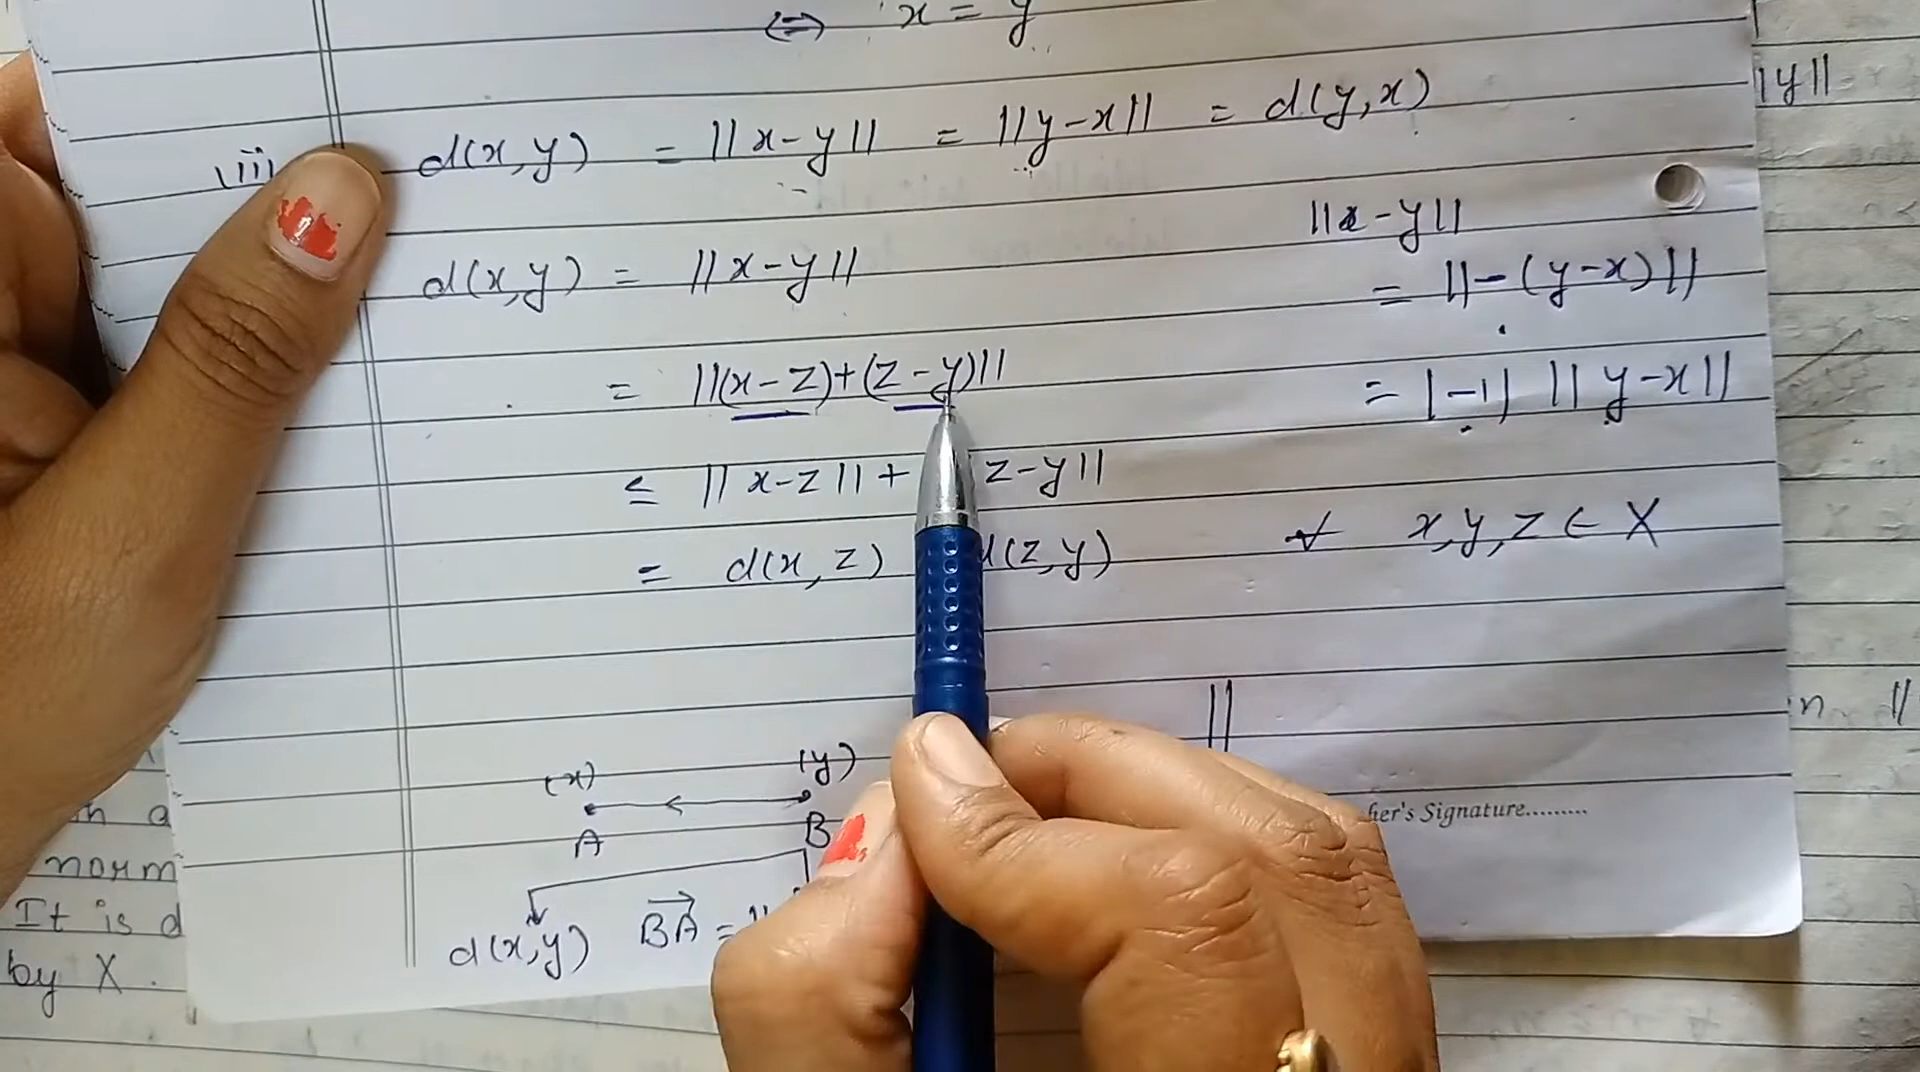 ⇔ x = y
(iii) d(x,y) = ||x-y|| = ||y-x|| = d(y,x)
d(x,y) = ||x-y||
= ||(x-z)+(z-y)||
≤ ||x-z|| + z-y||
= d(x,z) d(z,y) ∀ x,y,z ∈ X
||x-y||
= ||-(y-x)||
= |-1| ||y-x||
||
(x) (y)
A B
d(x,y) BA =
her's Signature.........
|y||
n ||
norm
It is d
by X.